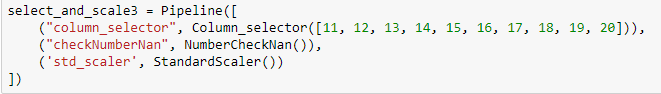 select_and_scale3 = Pipeline([
    ("column_selector", Column_selector([11, 12, 13, 14, 15, 16, 17, 18, 19, 20])),
    ("checkNumberNan", NumberCheckNan()),
    ('std_scaler', StandardScaler())
])